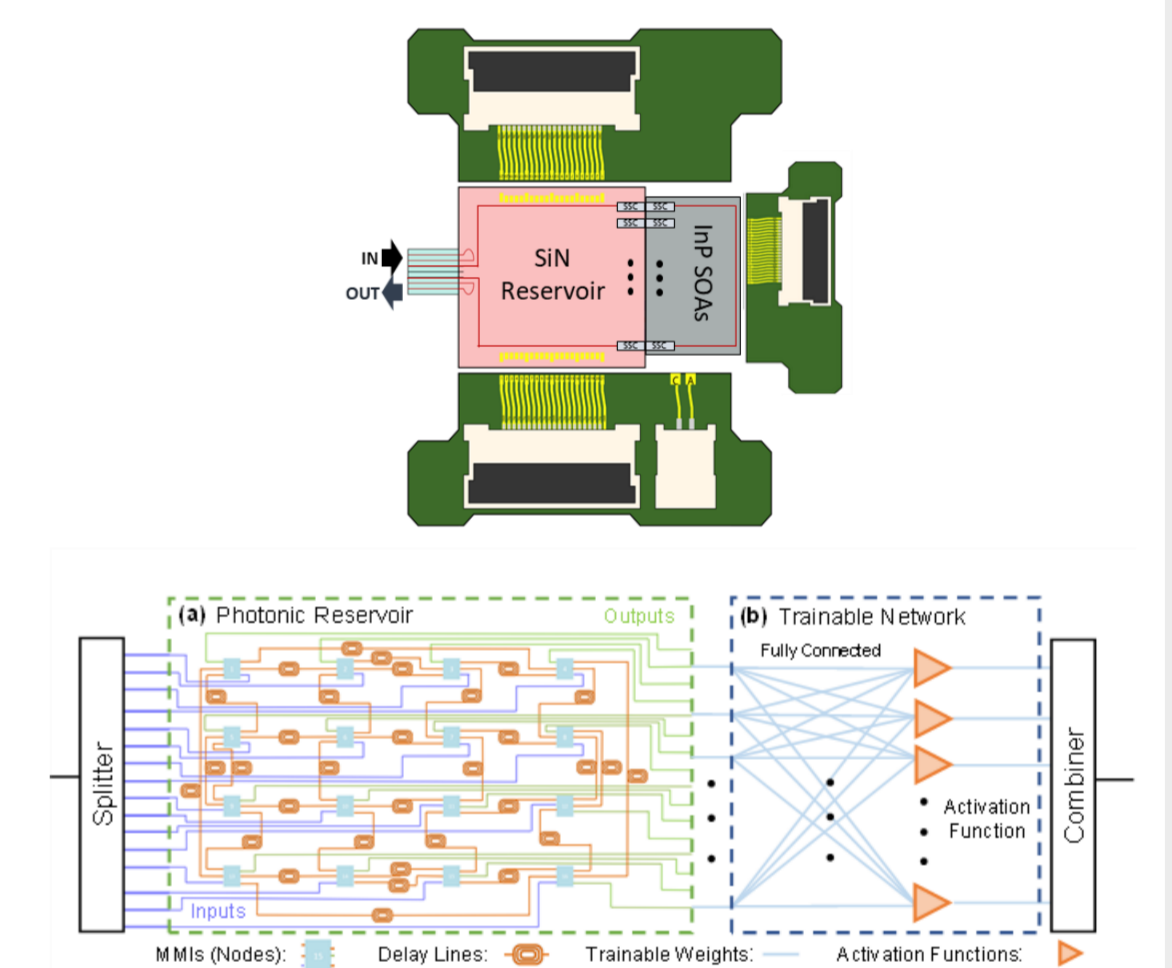 SSC SSC
SSC SSC
IN
OUT
SiN
Reservoir
InP SOAs
SSC SSC
C A
(a) Photonic Reservoir
Outputs
(b) Trainable Network
Fully Connected
Splitter
Activation
Function
Combiner
Inputs
MMIs (Nodes):
15
Delay Lines:
Trainable Weights:
Activation Functions: